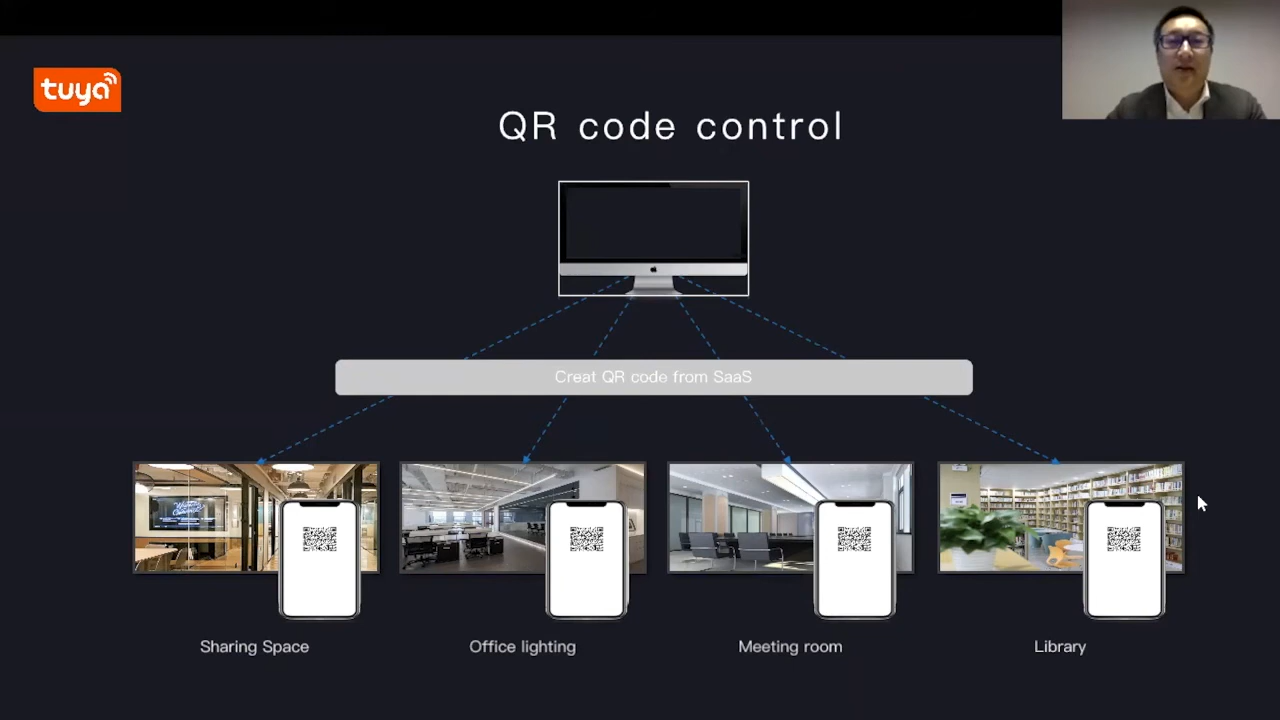 tuya
QR code control
Creat QR code from SaaS
Sharing Space
Office lighting
Meeting room
Library